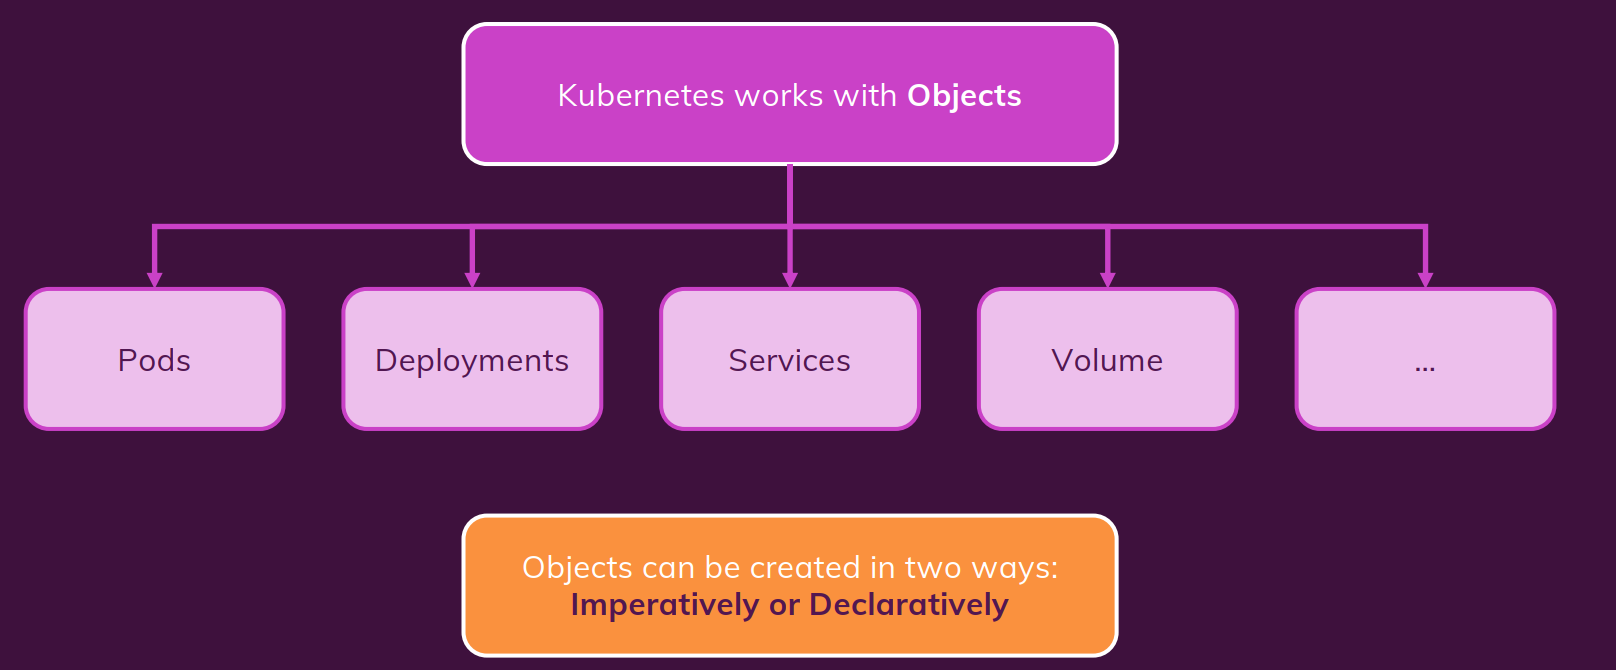 Kubernetes works with Objects
Pods
Deployments
Services
Volume
...
Objects can be created in two ways:
Imperatively or Declaratively